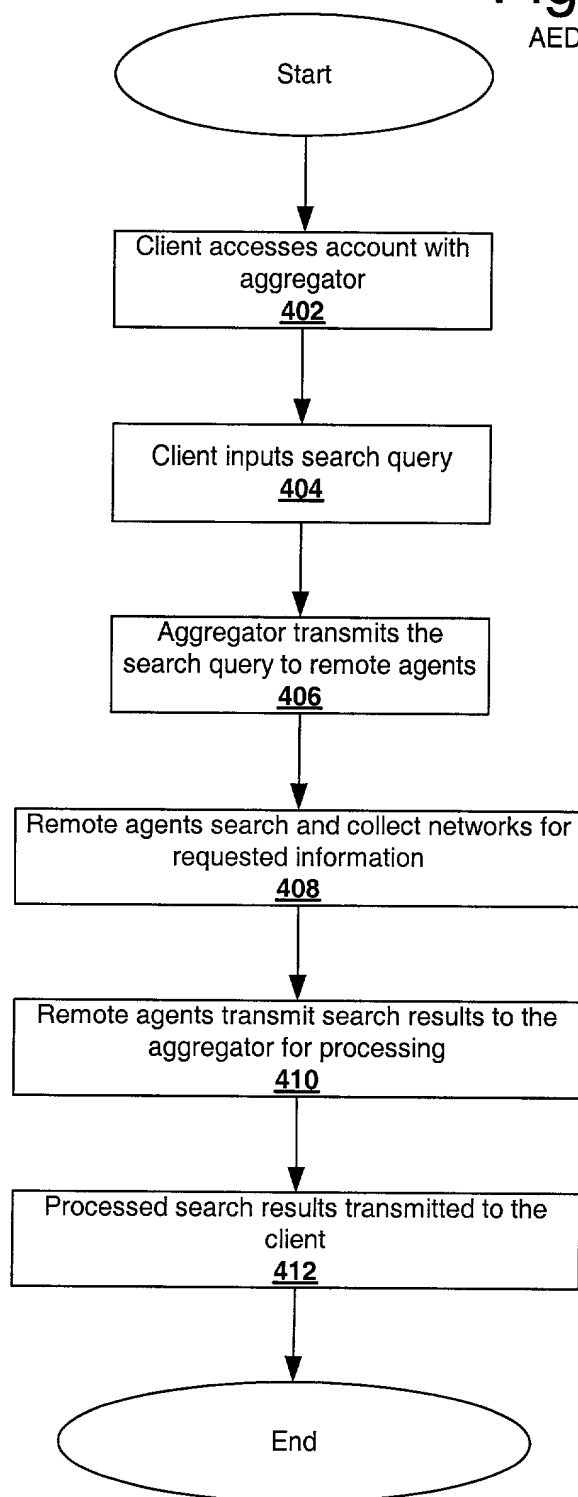 AED
Start
Client accesses account with
aggregator
402
Client inputs search query
404
Aggregator transmits the
search query to remote agents
406
Remote agents search and collect networks for
requested information
408
Remote agents transmit search results to the
aggregator for processing
410
Processed search results transmitted to the
client
412
End